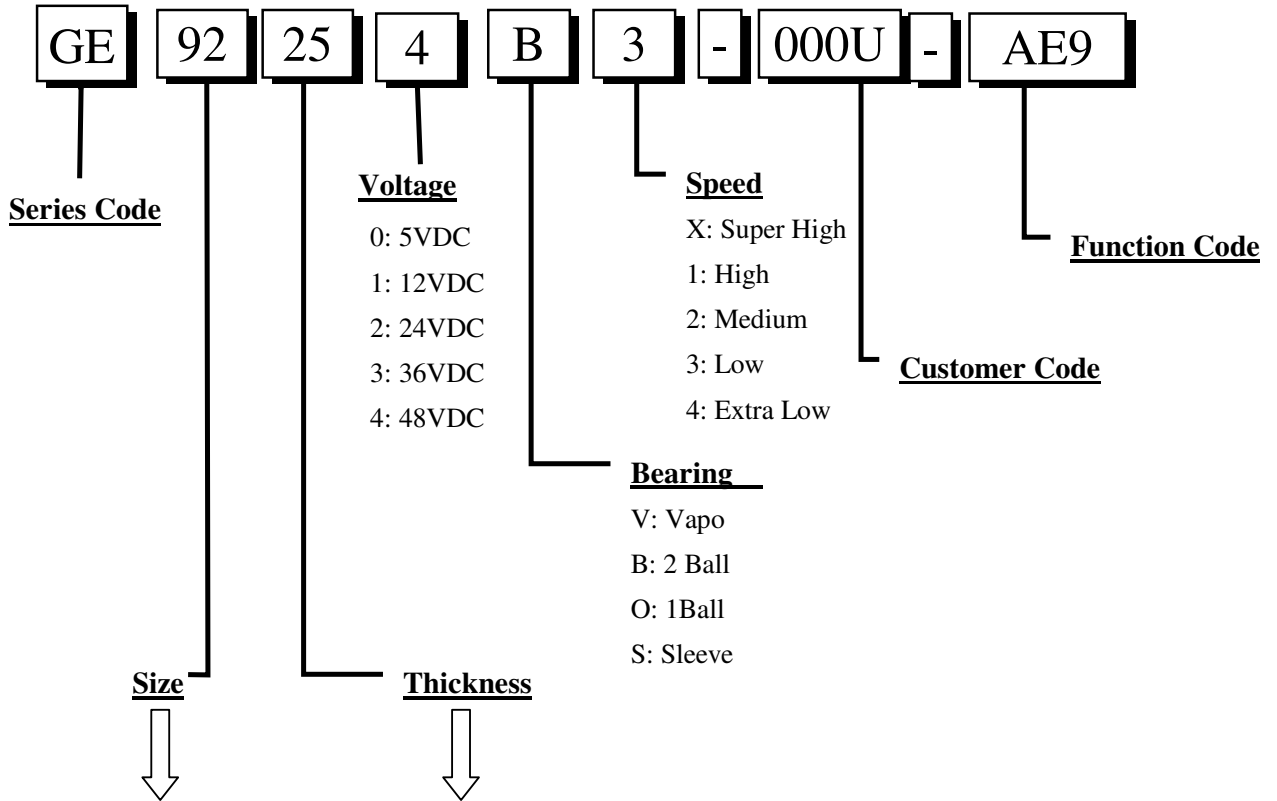 GE 92 25 4 B 3 - 000U - AE9
Series Code
Voltage
0: 5VDC
1: 12VDC
2: 24VDC
3: 36VDC
4: 48VDC
Speed
X: Super High
1: High
2: Medium
3: Low
4: Extra Low
Function Code
Customer Code
Bearing
V: Vapo
B: 2 Ball
O: 1Ball
S: Sleeve
Size
Thickness